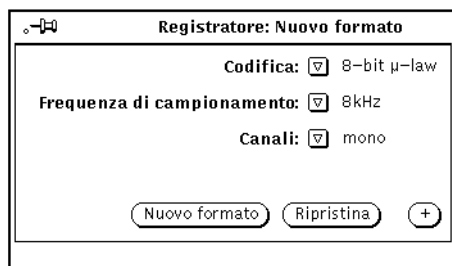 Registratore: Nuovo formato
Codifica: 8-bit μ-law
Frequenza di campionamento: 8kHz
Canali: mono
Nuovo formato Ripristina +